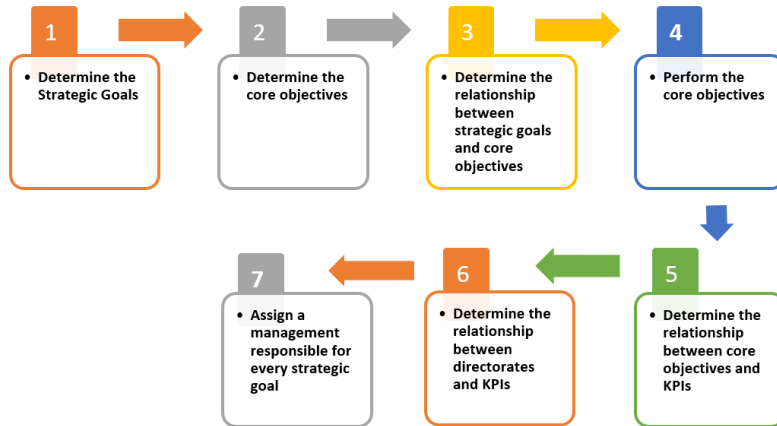 1
• Determine the
Strategic Goals
2
• Determine the
core objectives
3
• Determine the
relationship
between
strategic goals
and core
objectives
4
• Perform the
core objectives
5
• Determine the
relationship
between core
objectives and
KPIs
6
• Determine the
relationship
between
directorates
and KPIs
7
• Assign a
management
responsible for
every strategic
goal